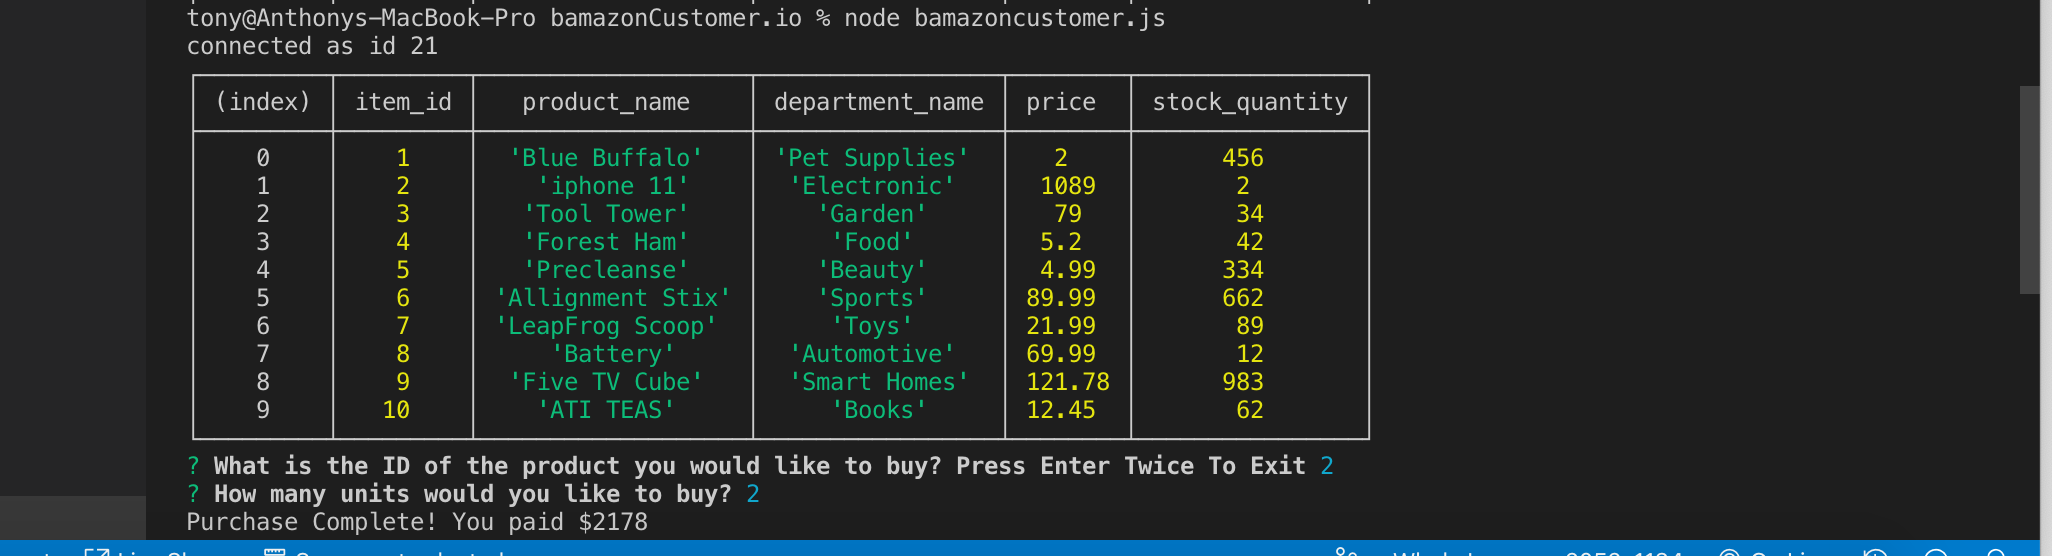 tony@Anthonys-MacBook-Pro bamazonCustomer.io % node bamazoncustomer.js
connected as id 21
(index) item_id product_name department_name price stock_quantity
0 1 'Blue Buffalo' 'Pet Supplies' 2 456
1 2 'iphone 11' 'Electronic' 1089 2
2 3 'Tool Tower' 'Garden' 79 34
3 4 'Forest Ham' 'Food' 5.2 42
4 5 'Precleanse' 'Beauty' 4.99 334
5 6 'Allignment Stix' 'Sports' 89.99 662
6 7 'LeapFrog Scoop' 'Toys' 21.99 89
7 8 'Battery' 'Automotive' 69.99 12
8 9 'Five TV Cube' 'Smart Homes' 121.78 983
9 10 'ATI TEAS' 'Books' 12.45 62
? What is the ID of the product you would like to buy? Press Enter Twice To Exit 2
? How many units would you like to buy? 2
Purchase Complete! You paid $2178